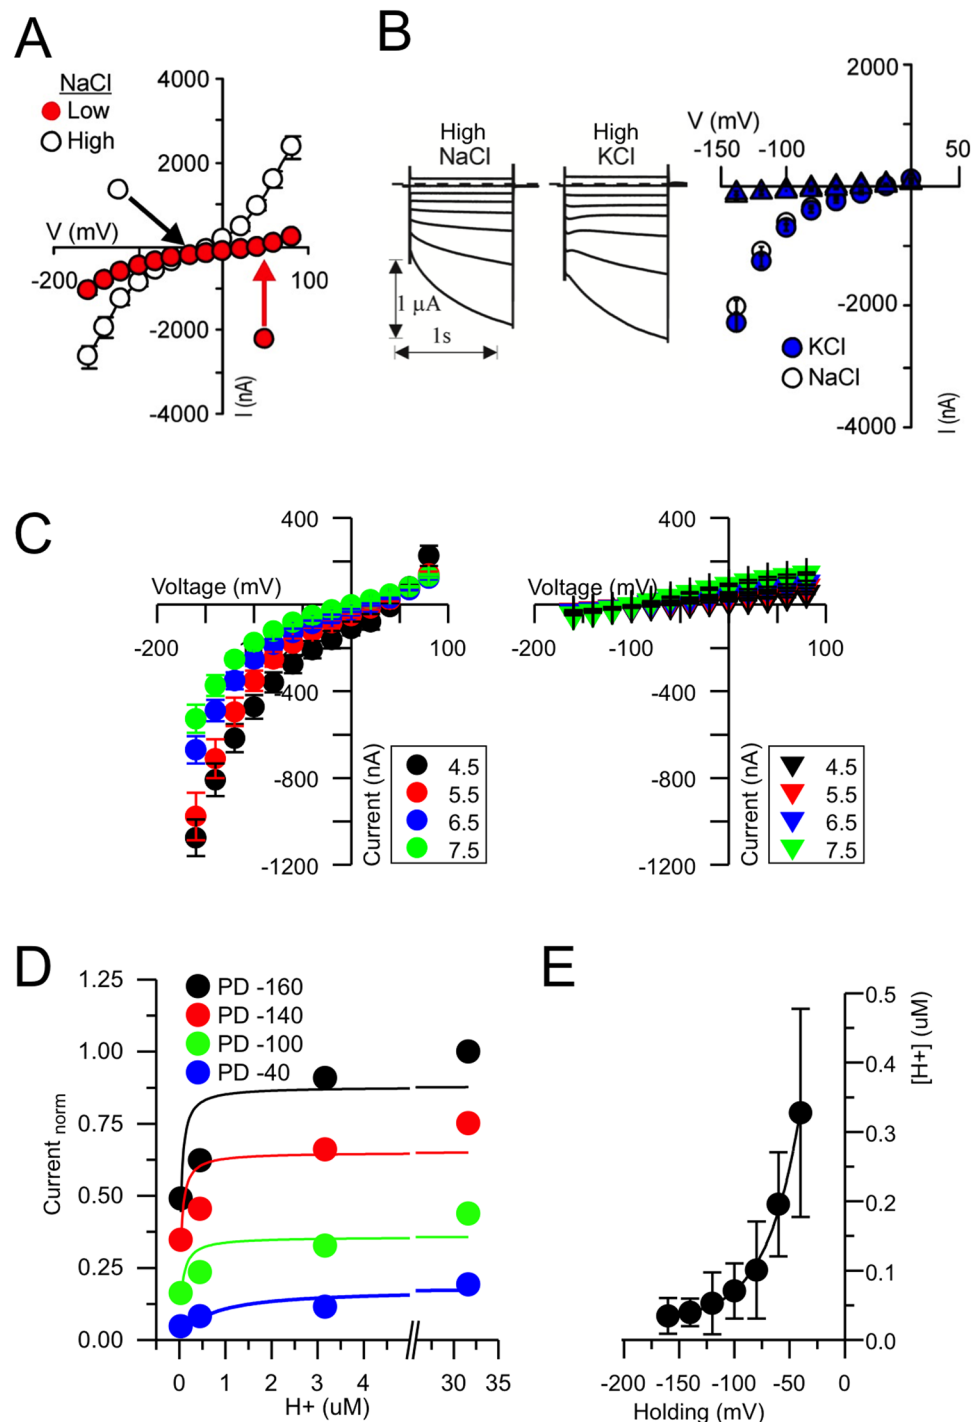 A
NaCl
Low
High
4000
2000
V (mV)
-200
100
-2000
-4000
I (nA)
B
High
NaCl
High
KCl
1 µA
1s
2000
V (mV)
-150
-100
50
-2000
-4000
KCl
NaCl
I (nA)
C
400
Voltage (mV)
-200
100
-400
-800
-1200
Current (nA)
4.5
5.5
6.5
7.5
400
Voltage (mV)
-200
-100
100
-400
-800
-1200
Current (nA)
4.5
5.5
6.5
7.5
D
1.25
1.00
0.75
0.50
0.25
0.00
Current norm
PD -160
PD -140
PD -100
PD -40
0 1 2 3 4 30 35
H+ (uM)
E
0.5
0.4
0.3
0.2
0.1
0.0
[H+] (uM)
-200 -150 -100 -50 0
Holding (mV)